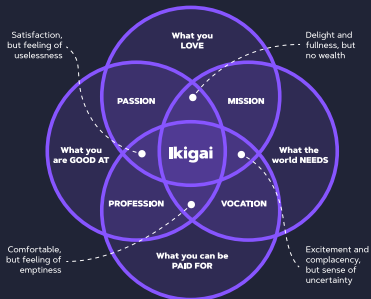 What you
LOVE
Satisfaction,
but feeling of
uselessness
Delight and
fullness, but
no wealth
PASSION
MISSION
What you
are GOOD AT
Ikigai
What the
world NEEDS
PROFESSION
VOCATION
Comfortable,
but feeling of
emptiness
What you can be
PAID FOR
Excitement and
complacency,
but sense of
uncertainty